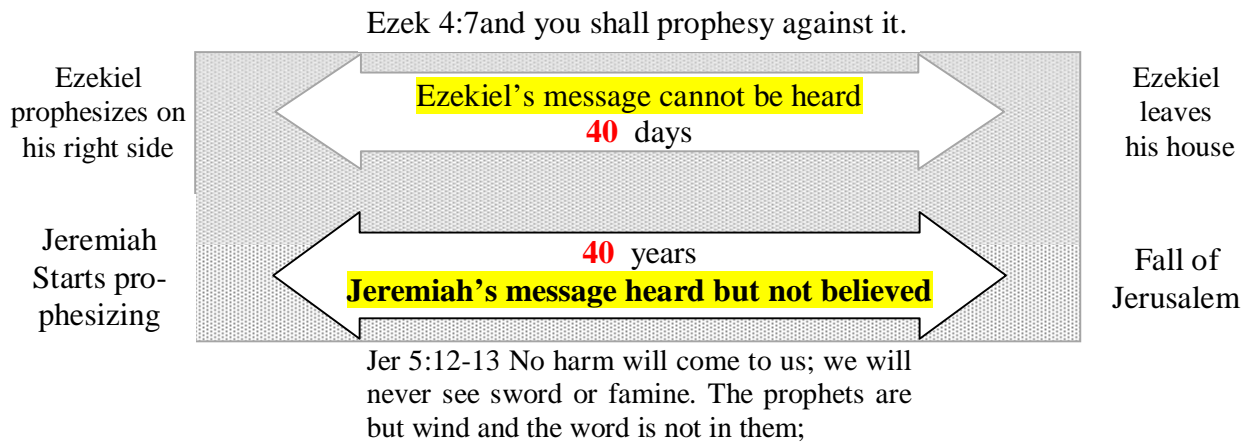 Ezek 4:7and you shall prophesy against it.
Ezekiel
prophesizes on
his right side
Ezekiel’s message cannot be heard
40 days
Ezekiel
leaves
his house
Jeremiah
Starts pro-
phesizing
40 years
Jeremiah’s message heard but not believed
Fall of
Jerusalem
Jer 5:12-13 No harm will come to us; we will
never see sword or famine. The prophets are
but wind and the word is not in them;